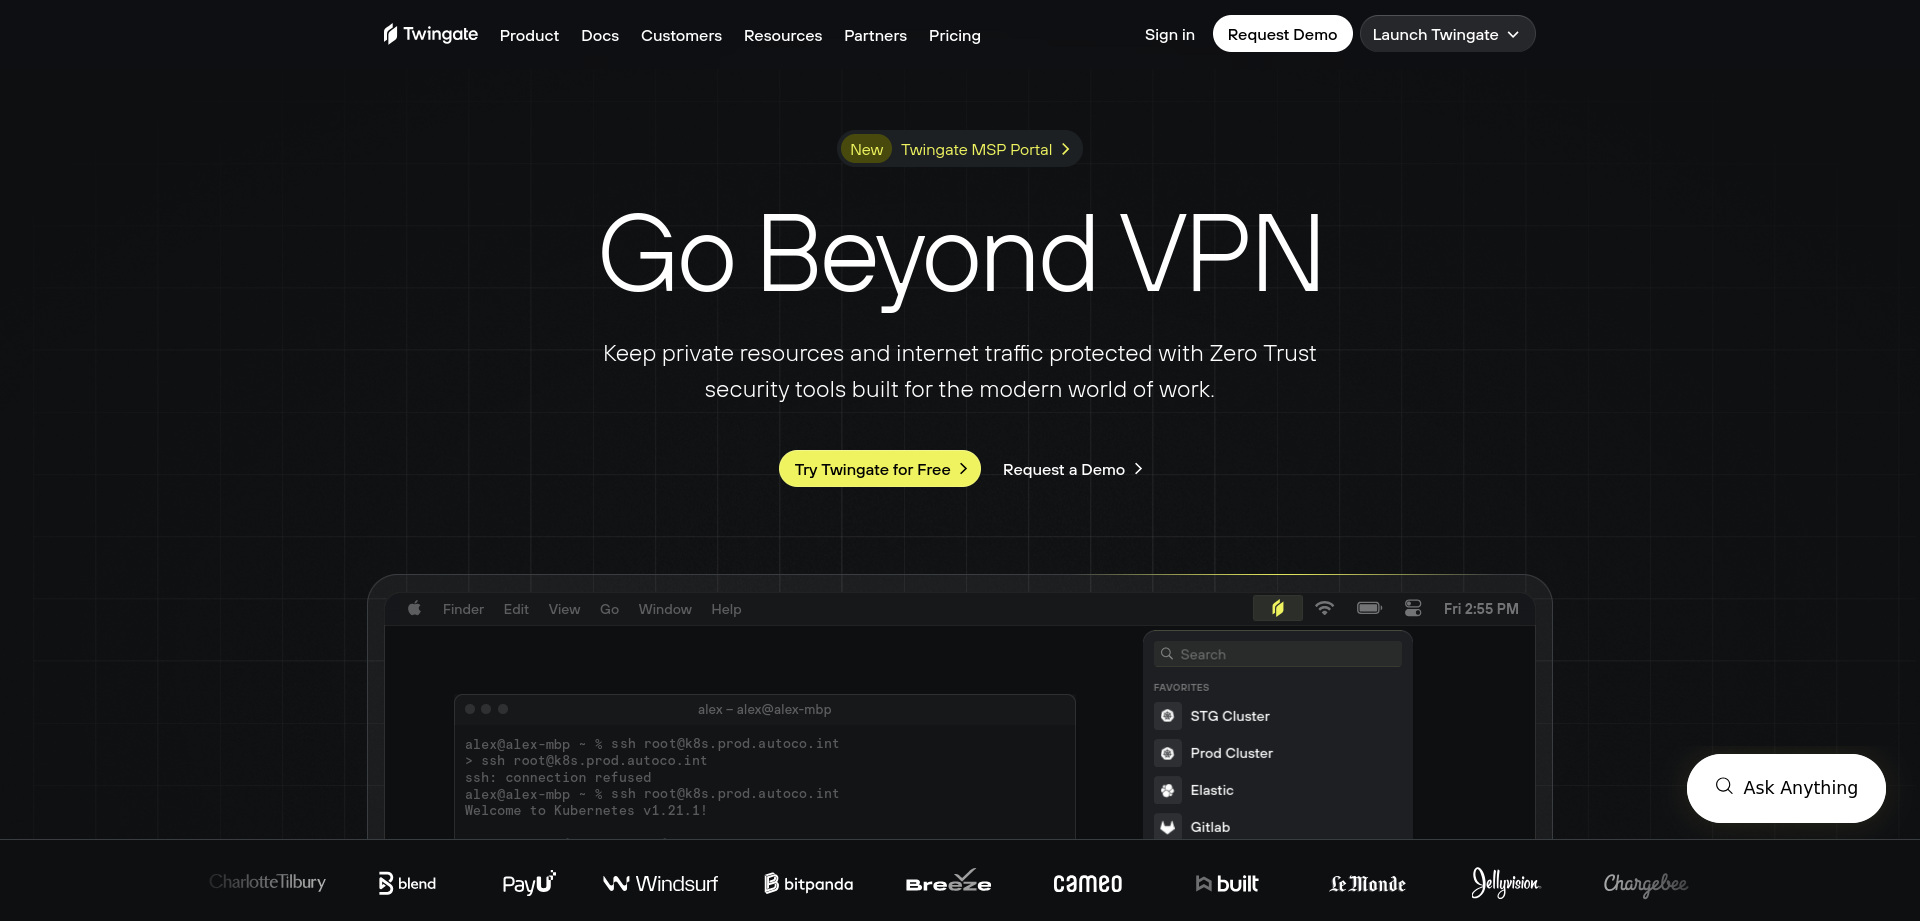 Twingate Product Docs Customers Resources Partners Pricing Sign in Request Demo Launch Twingate
New Twingate MSP Portal
Go Beyond VPN
Keep private resources and internet traffic protected with Zero Trust
security tools built for the modern world of work.
Try Twingate for Free Request a Demo
Finder Edit View Go Window Help Fri 2:55 PM
Search
FAVORITES
STG Cluster
Prod Cluster
Elastic
Gitlab
alex – alex@alex-mbp
alex@alex-mbp ~ % ssh root@k8s.prod.autoco.int
> ssh root@k8s.prod.autoco.int
ssh: connection refused
alex@alex-mbp ~ % ssh root@k8s.prod.autoco.int
Welcome to Kubernetes v1.21.1!
Ask Anything
CharlotteTilbury blend PayU Windsurf bitpanda Breeze cameo built Le Monde Jellyvision Chargebee